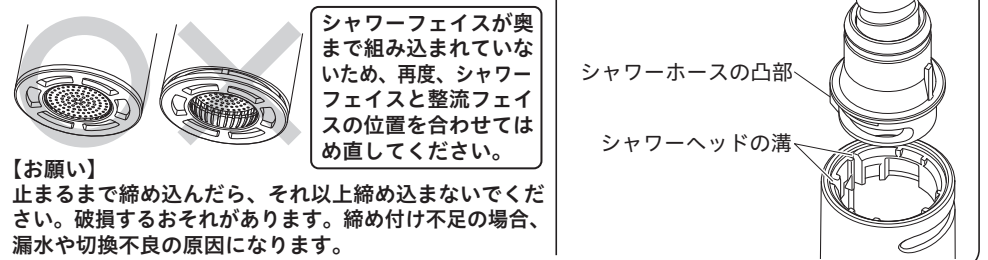 シャワーフェイスが奥
まで組み込まれていな
いため、再度、シャワー
フェイスと整流フェイ
スの位置を合わせては
め直してください。
【お願い】
止まるまで締め込んだら、それ以上締め込まないでくだ
さい。破損するおそれがあります。締め付け不足の場合、
漏水や切換不良の原因になります。
シャワーホースの凸部
シャワーヘッドの溝